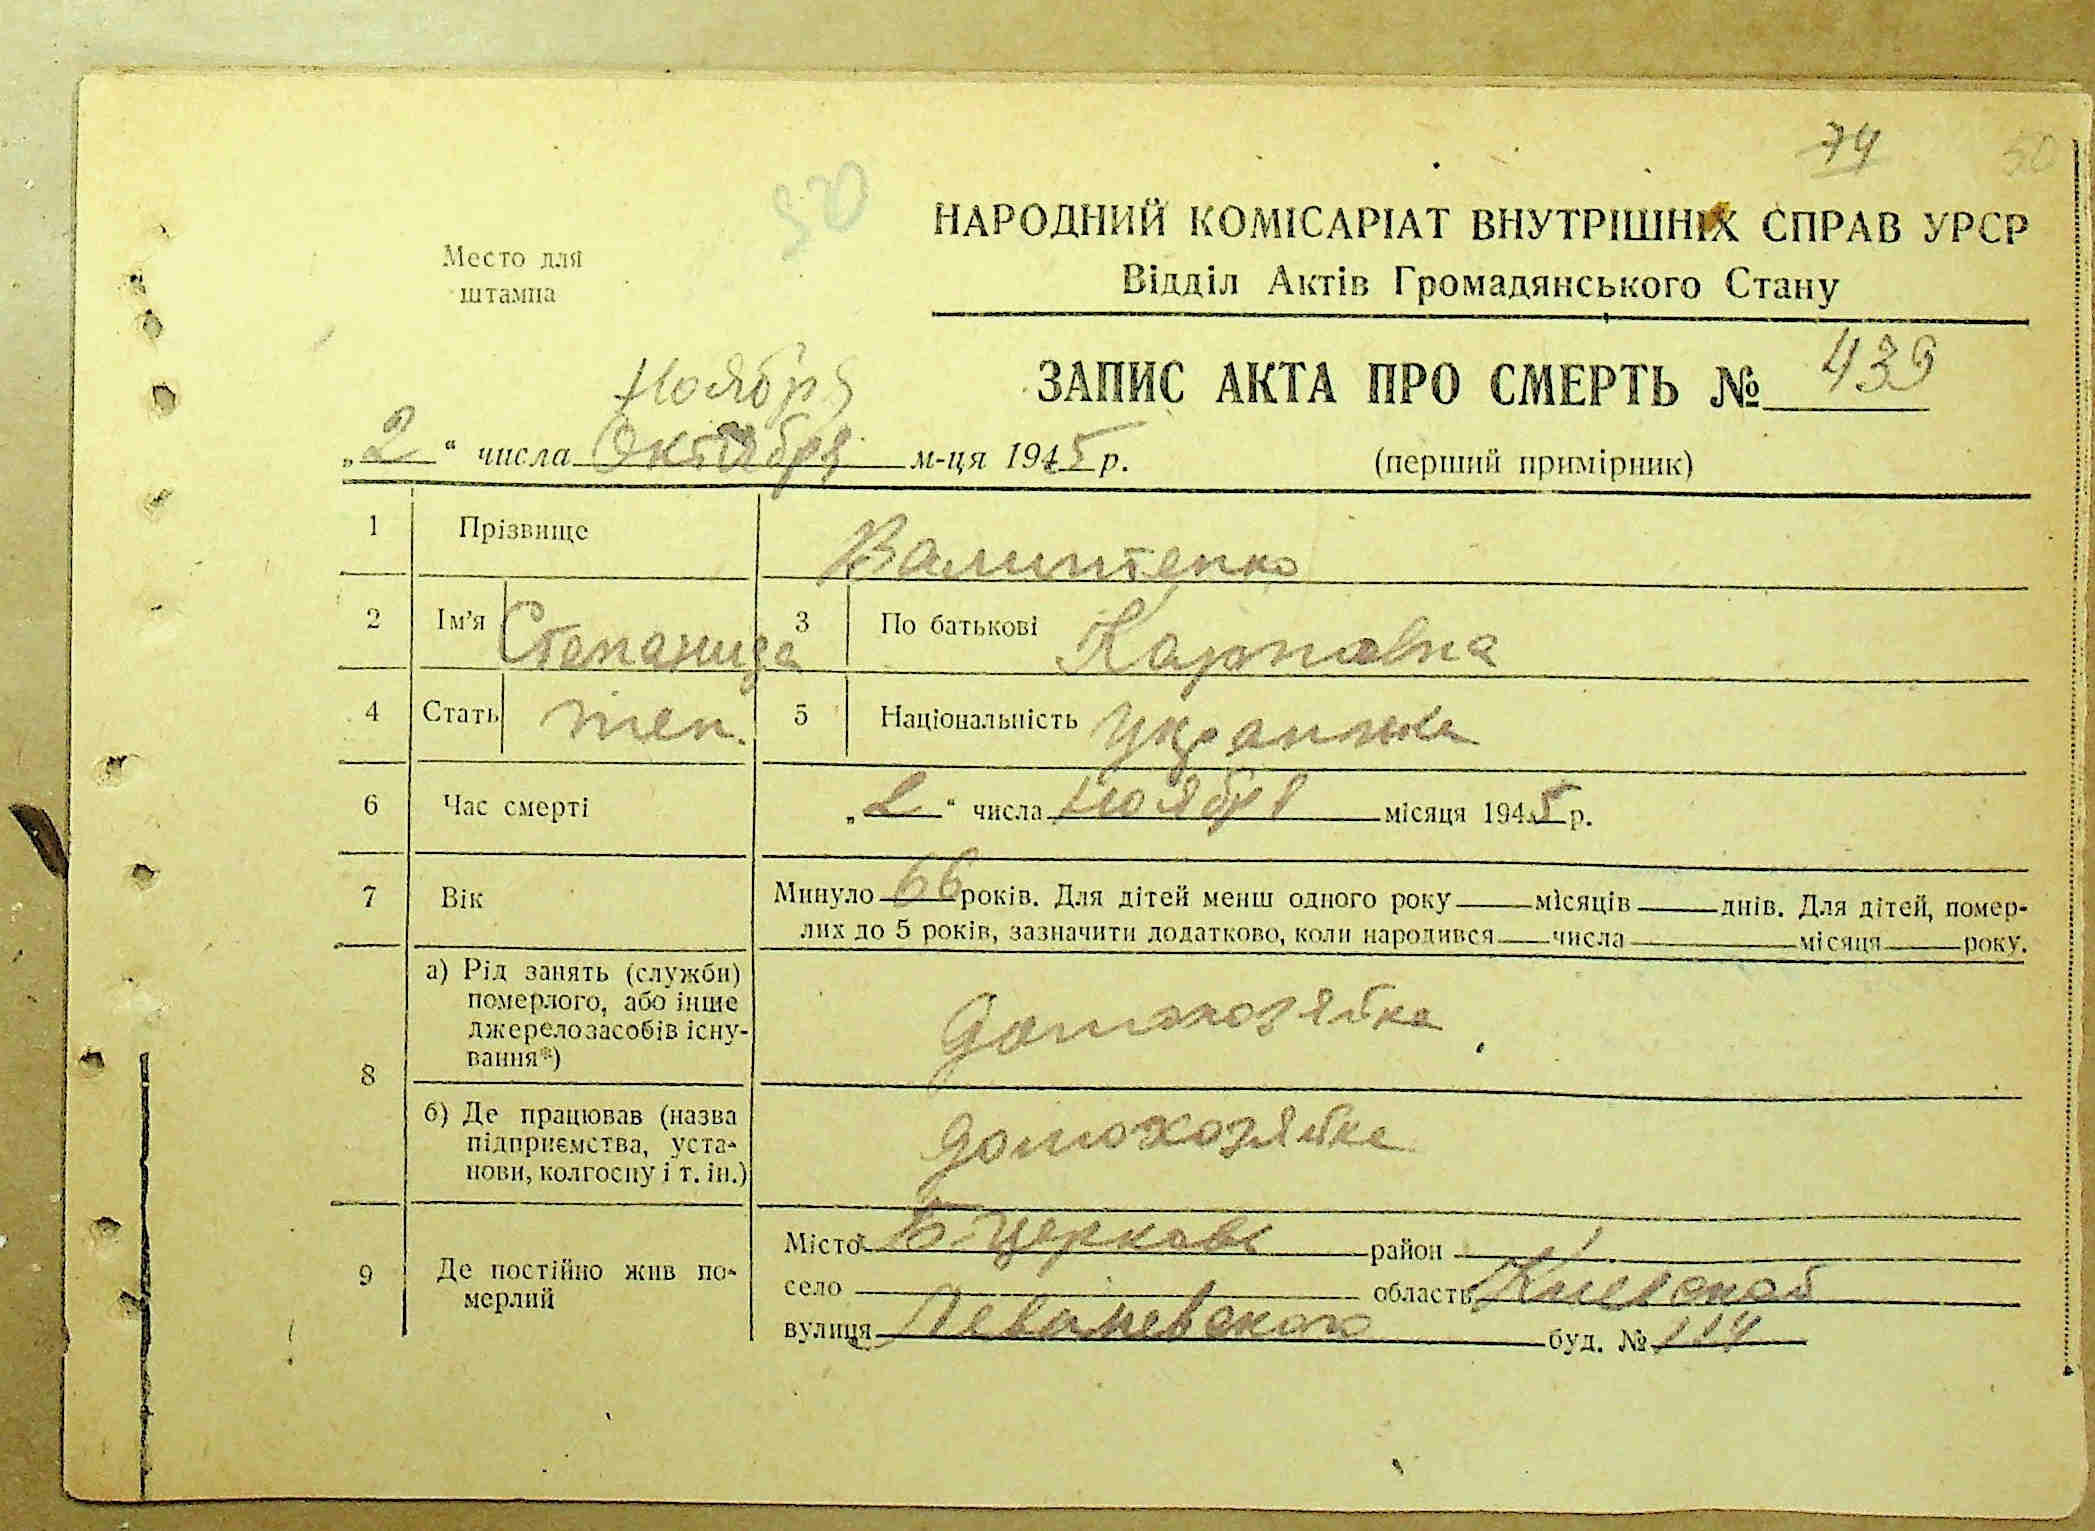 74 50
50
НАРОДНИЙ КОМІСАРІАТ ВНУТРІШНІХ СПРАВ УРСР
Відділ Актів Громадянського Стану
Место для
штампа
ЗАПИС АКТА ПРО СМЕРТЬ № 439
Ноября
„2“ числа Октября м-ця 1945 р. (перший примірник)
1 Прізвище
2 Ім'я Степанида 3 По батькові Карповна
4 Стать жен. 5 Національність украинка
6 Час смерті „2“ числа ноября місяця 1945 р.
7 Вік Минуло 66 років. Для дітей менш одного року місяців днів. Для дітей, помер-
лих до 5 років, зазначити додатково, коли народився числа місяця року.
8 а) Рід занять (служби)
померлого, або інше
джерело засобів існу-
вання*) домохозяйка
б) Де працював (назва
підприємства, уста-
нови, колгоспу і т. ін.) домохозяйка
9 Де постійно жив по-
мерлий
Місто Б-Церковь район
село область Киевской
вулиця Леваневского буд. № 114